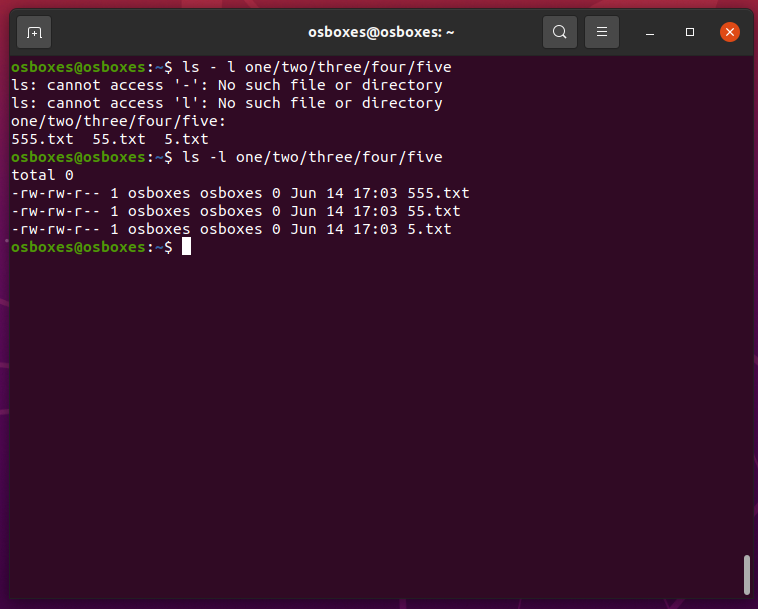 osboxes@osboxes: ~
osboxes@osboxes:~$ ls - l one/two/three/four/five
ls: cannot access '-': No such file or directory
ls: cannot access 'l': No such file or directory
one/two/three/four/five:
555.txt  55.txt  5.txt
osboxes@osboxes:~$ ls -l one/two/three/four/five
total 0
-rw-rw-r-- 1 osboxes osboxes 0 Jun 14 17:03 555.txt
-rw-rw-r-- 1 osboxes osboxes 0 Jun 14 17:03 55.txt
-rw-rw-r-- 1 osboxes osboxes 0 Jun 14 17:03 5.txt
osboxes@osboxes:~$